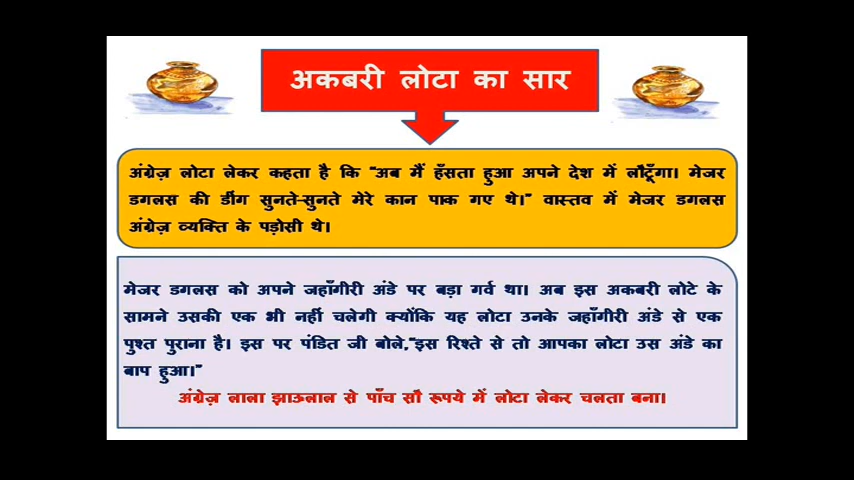 अकबरी लोटा का सार
अंग्रेज़ लोटा लेकर कहता है कि “अब मैं हँसता हुआ अपने देश में लौटूँगा। मेजर
डगलस की डींग सुनते-सुनते मेरे कान पाक गए थे।” वास्तव में मेजर डगलस
अंग्रेज़ व्यक्ति के पड़ोसी थे।
मेजर डगलस को अपने जहाँगीरी अंडे पर बड़ा गर्व था। अब इस अकबरी लोटे के
सामने उसकी एक भी नहीं चलेगी क्योंकि यह लोटा उनके जहाँगीरी अंडे से एक
पुश्त पुराना है। इस पर पंडित जी बोले,“इस रिश्ते से तो आपका लोटा उस अंडे का
बाप हुआ।”
अंग्रेज़ लाला झाऊलाल से पाँच सौ रूपये में लोटा लेकर चलता बना।